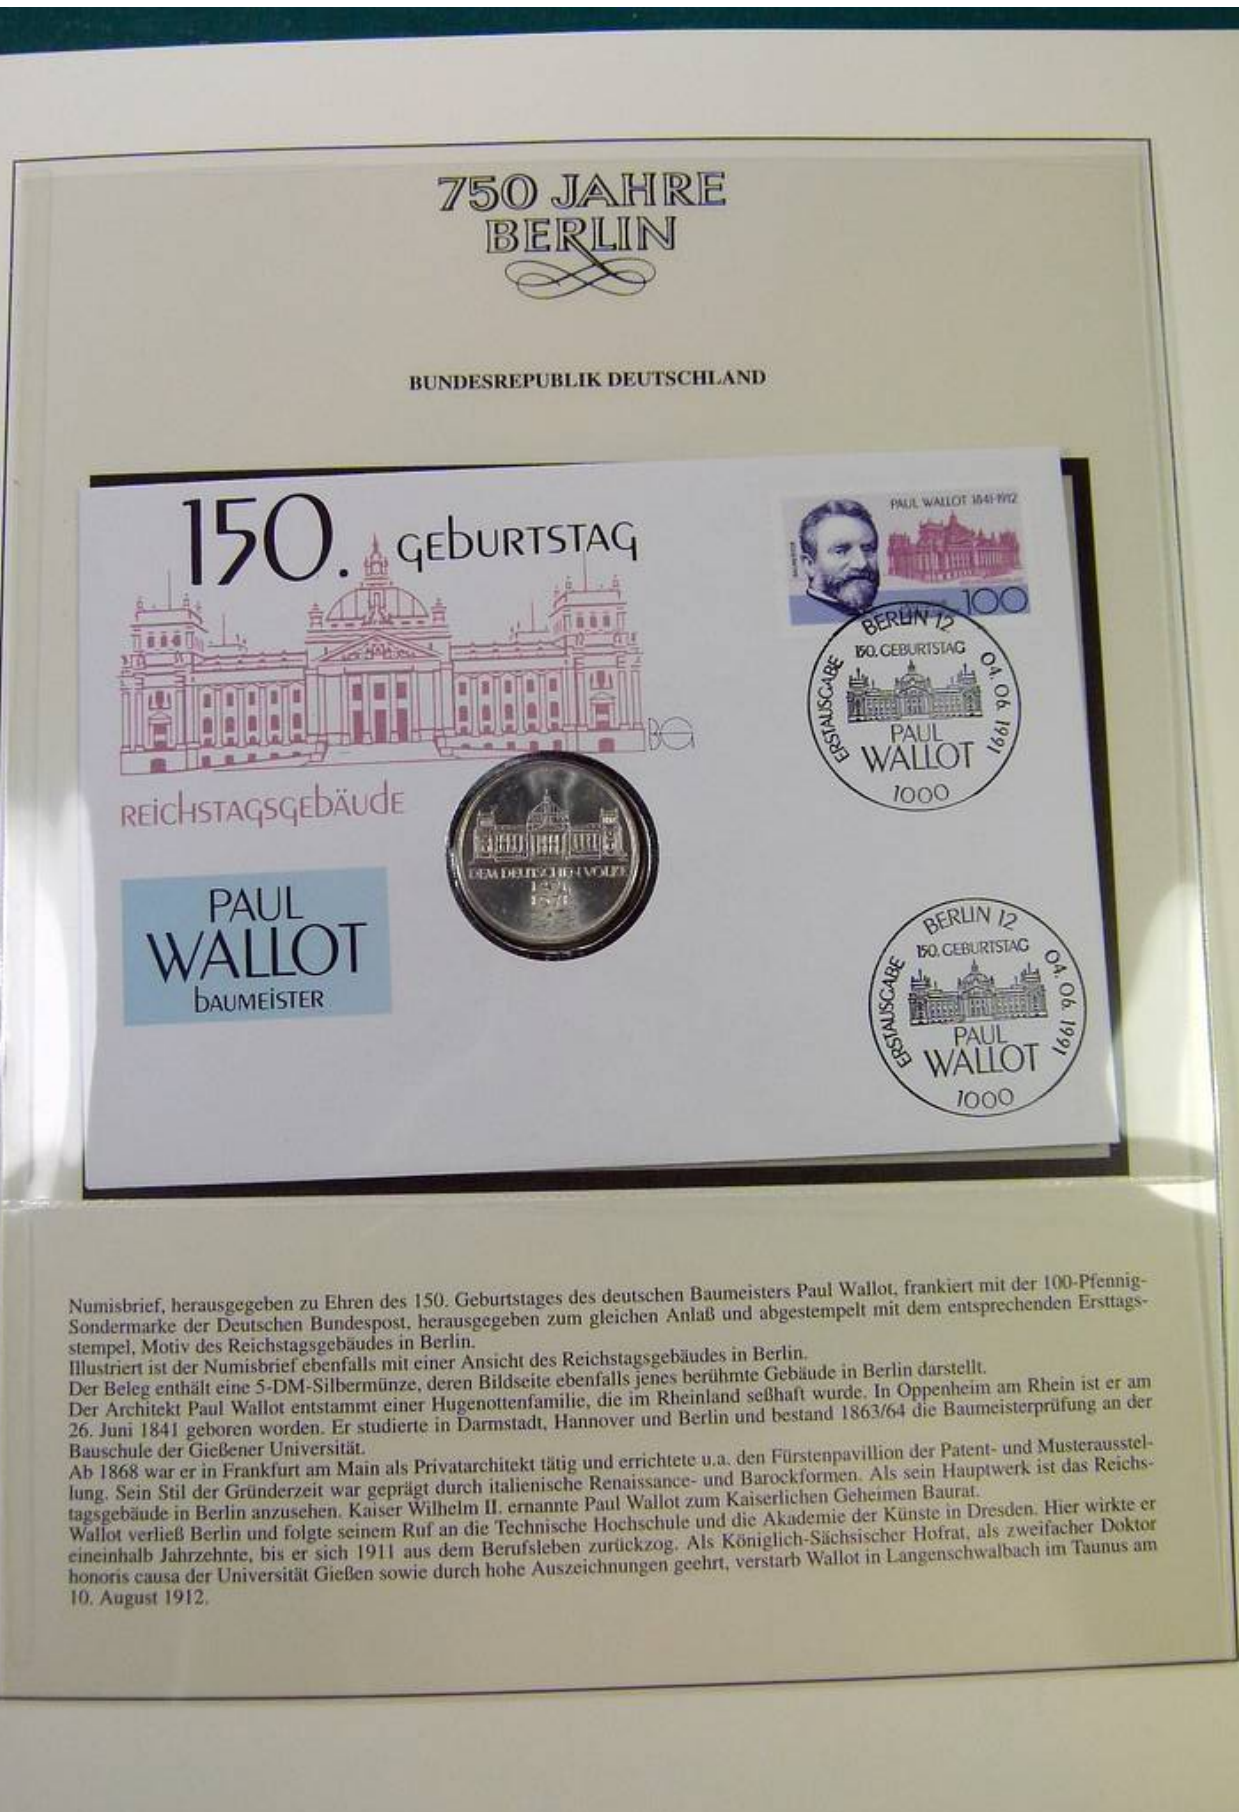 750 JAHRE
BERLIN
BUNDESREPUBLIK DEUTSCHLAND
150. GEBURTSTAG
REICHSTAGSGEBÄUDE
PAUL
WALLOT
BAUMEISTER
DEM DEUTSCHEN VOLKE
1871
1971
PAUL WALLOT 1841-1912
100
BERLIN 12
150. GEBURTSTAG
ERSTAUSGABE
04.06.1991
PAUL
WALLOT
1000
BERLIN 12
150. GEBURTSTAG
ERSTAUSGABE
04.06.1991
PAUL
WALLOT
1000
Numisbrief, herausgegeben zu Ehren des 150. Geburtstages des deutschen Baumeisters Paul Wallot, frankiert mit der 100-Pfennig-
Sondermarke der Deutschen Bundespost, herausgegeben zum gleichen Anlaß und abgestempelt mit dem entsprechenden Ersttags-
stempel, Motiv des Reichstagsgebäudes in Berlin.
Illustriert ist der Numisbrief ebenfalls mit einer Ansicht des Reichstagsgebäudes in Berlin.
Der Beleg enthält eine 5-DM-Silbermünze, deren Bildseite ebenfalls jenes berühmte Gebäude in Berlin darstellt.
Der Architekt Paul Wallot entstammt einer Hugenottenfamilie, die im Rheinland seßhaft wurde. In Oppenheim am Rhein ist er am
26. Juni 1841 geboren worden. Er studierte in Darmstadt, Hannover und Berlin und bestand 1863/64 die Baumeisterprüfung an der
Bauschule der Gießener Universität.
Ab 1868 war er in Frankfurt am Main als Privatarchitekt tätig und errichtete u.a. den Fürstenpavillion der Patent- und Musterausstel-
lung. Sein Stil der Gründerzeit war geprägt durch italienische Renaissance- und Barockformen. Als sein Hauptwerk ist das Reichs-
tagsgebäude in Berlin anzusehen. Kaiser Wilhelm II. ernannte Paul Wallot zum Kaiserlichen Geheimen Baurat.
Wallot verließ Berlin und folgte seinem Ruf an die Technische Hochschule und die Akademie der Künste in Dresden. Hier wirkte er
eineinhalb Jahrzehnte, bis er sich 1911 aus dem Berufsleben zurückzog. Als Königlich-Sächsischer Hofrat, als zweifacher Doktor
honoris causa der Universität Gießen sowie durch hohe Auszeichnungen geehrt, verstarb Wallot in Langenschwalbach im Taunus am
10. August 1912.